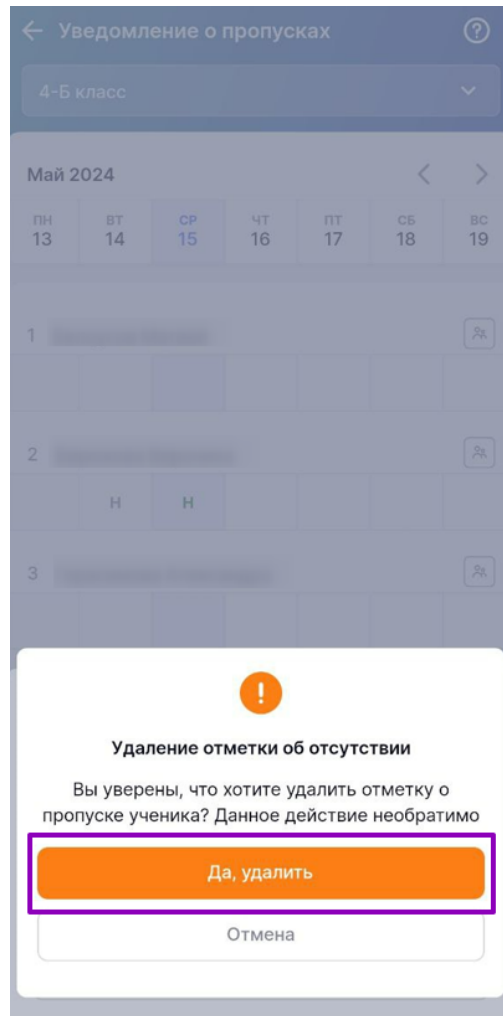 Уведомление о пропусках
4-Б класс
Май 2024
ПН ВТ СР ЧТ ПТ СБ ВС
13 14 15 16 17 18 19
1
2
Н Н
3
Удаление отметки об отсутствии
Вы уверены, что хотите удалить отметку о
пропуске ученика? Данное действие необратимо
Да, удалить
Отмена